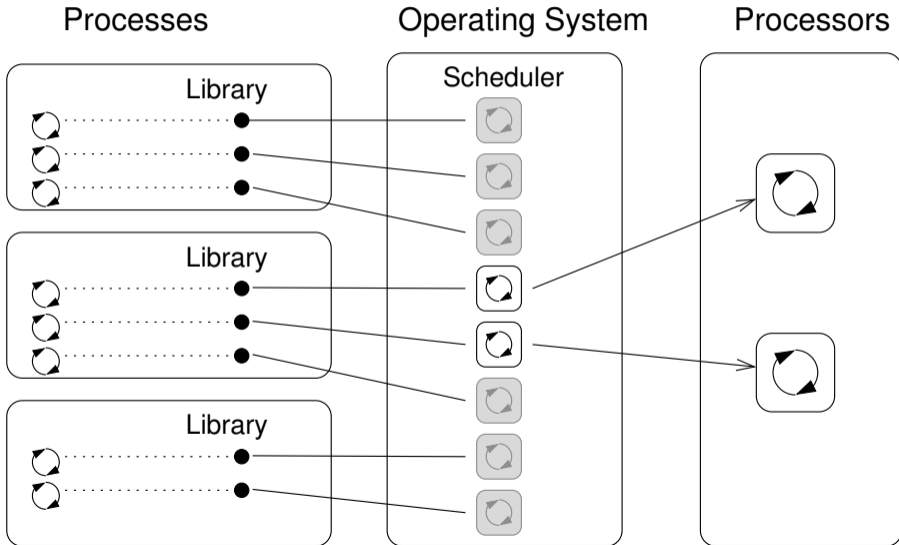 Processes
Operating System
Processors
Library
Scheduler
Library
Library